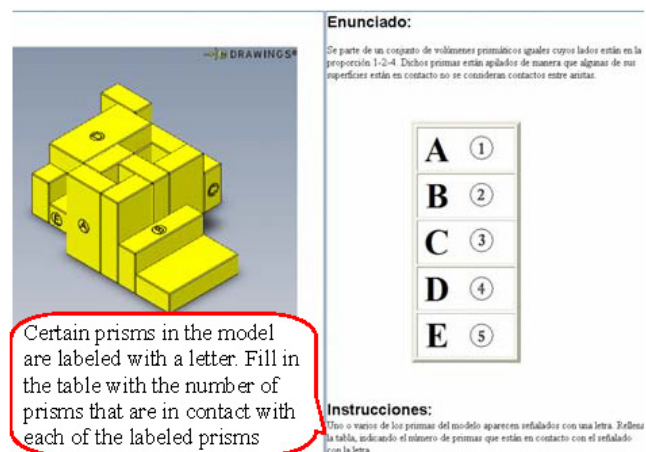 Enunciado:
DRAWINGS®
Se parte de un conjunto de volúmenes prismáticos iguales cuyos lados están en la
proporción 1-2-4. Dichos prismas están apilados de manera que algunas de sus
superficies están en contacto no se consideran contactos entre aristas.
D
C
E
A
B
A 1
B 2
C 3
D 4
E 5
Certain prisms in the model
are labeled with a letter. Fill in
the table with the number of
prisms that are in contact with
each of the labeled prisms
Instrucciones:
Uno o varios de los prismas del modelo aparecen señalados con una letra. Rellena
la tabla, indicando el número de prismas que están en contacto con el señalado
con la letra.